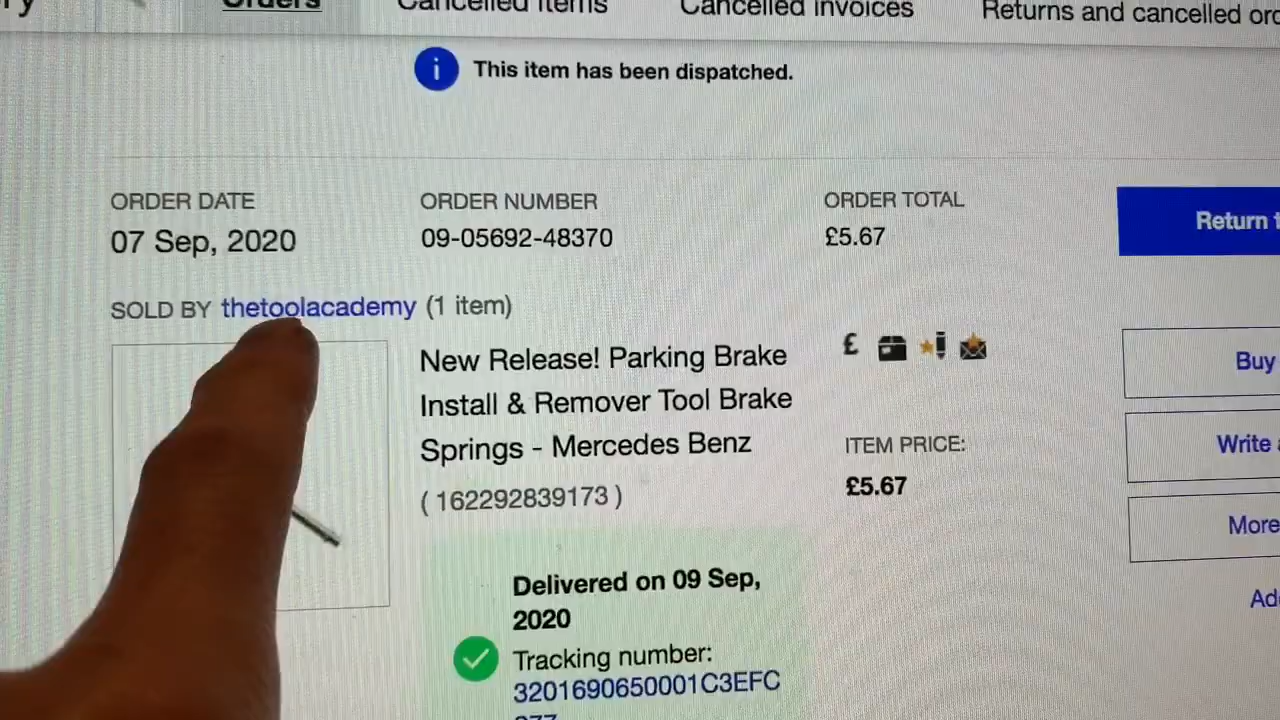 Orders
Cancelled items
Cancelled invoices
Returns and cancelled
This item has been dispatched.
ORDER DATE
07 Sep, 2020
ORDER NUMBER
09-05692-48370
ORDER TOTAL
£5.67
Return
SOLD BY thetoolacademy (1 item)
New Release! Parking Brake
Install & Remover Tool Brake
Springs - Mercedes Benz
(162292839173)
£
ITEM PRICE:
£5.67
Buy
Write
More
Delivered on 09 Sep,
2020
Tracking number:
3201690650001C3EFC